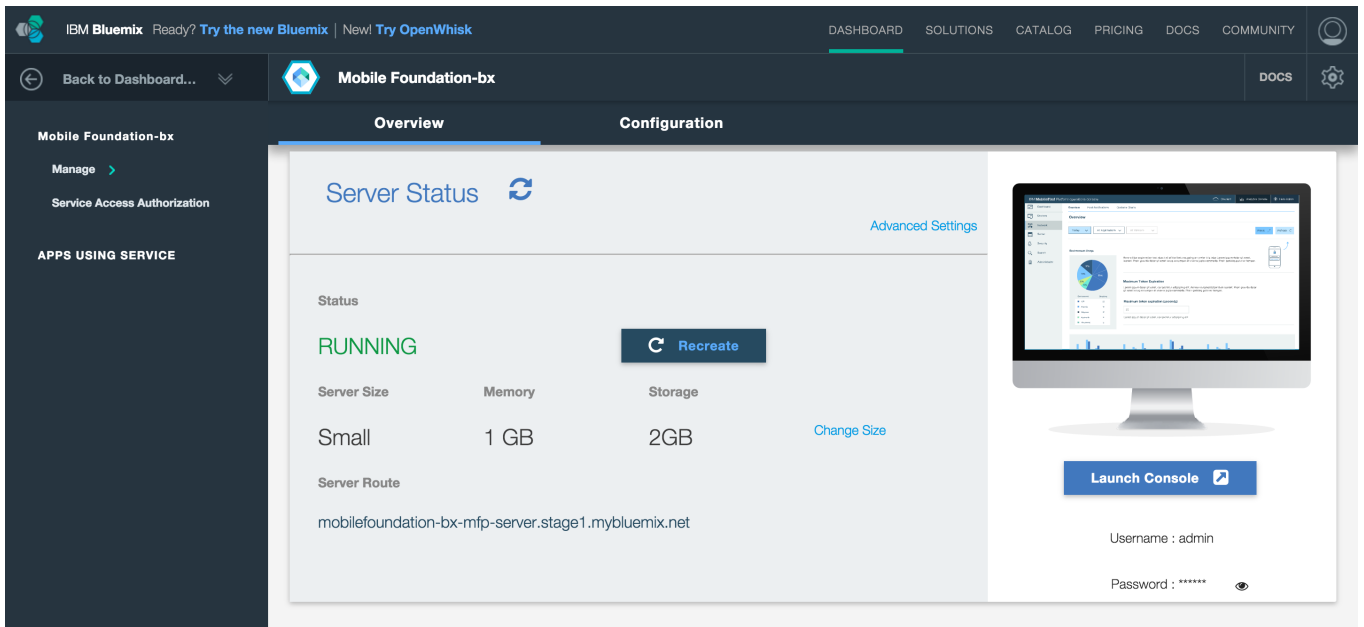 IBM Bluemix Ready? Try the new Bluemix | New! Try OpenWhisk
DASHBOARD SOLUTIONS CATALOG PRICING DOCS COMMUNITY
Back to Dashboard...
Mobile Foundation-bx
DOCS
Mobile Foundation-bx
Manage
Service Access Authorization
APPS USING SERVICE
Overview Configuration
Server Status
Advanced Settings
Status
RUNNING
Recreate
Server Size Memory Storage
Small 1 GB 2GB
Change Size
Server Route
mobilefoundation-bx-mfp-server.stage1.mybluemix.net
Overview
Launch Console
Username : admin
Password : ******